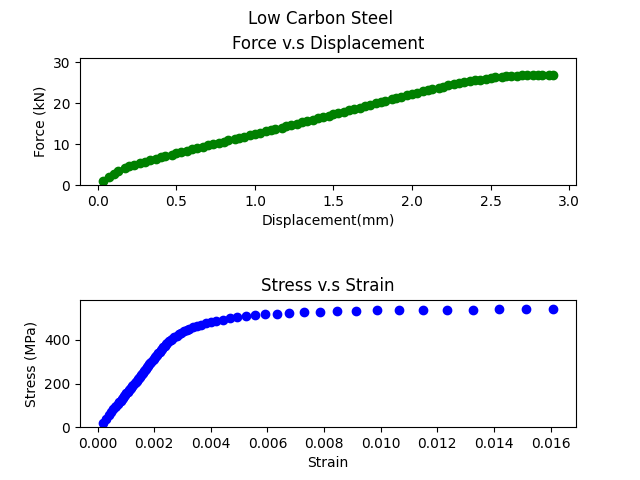 Low Carbon Steel
Force v.s Displacement
30
20
10
0
Force (kN)
0.0 0.5 1.0 1.5 2.0 2.5 3.0
Displacement(mm)
Stress v.s Strain
400
200
0
Stress (MPa)
0.000 0.002 0.004 0.006 0.008 0.010 0.012 0.014 0.016
Strain